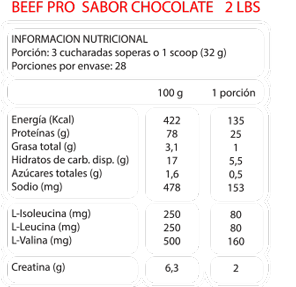 BEEF PRO SABOR CHOCOLATE 2 LBS
INFORMACION NUTRICIONAL
Porción: 3 cucharadas soperas o 1 scoop (32 g)
Porciones por envase: 28
100 g 1 porción
Energía (Kcal) 422 135
Proteínas (g) 78 25
Grasa total (g) 3,1 1
Hidratos de carb. disp. (g) 17 5,5
Azúcares totales (g) 1,6 0,5
Sodio (mg) 478 153
L-Isoleucina (mg) 250 80
L-Leucina (mg) 250 80
L-Valina (mg) 500 160
Creatina (g) 6,3 2